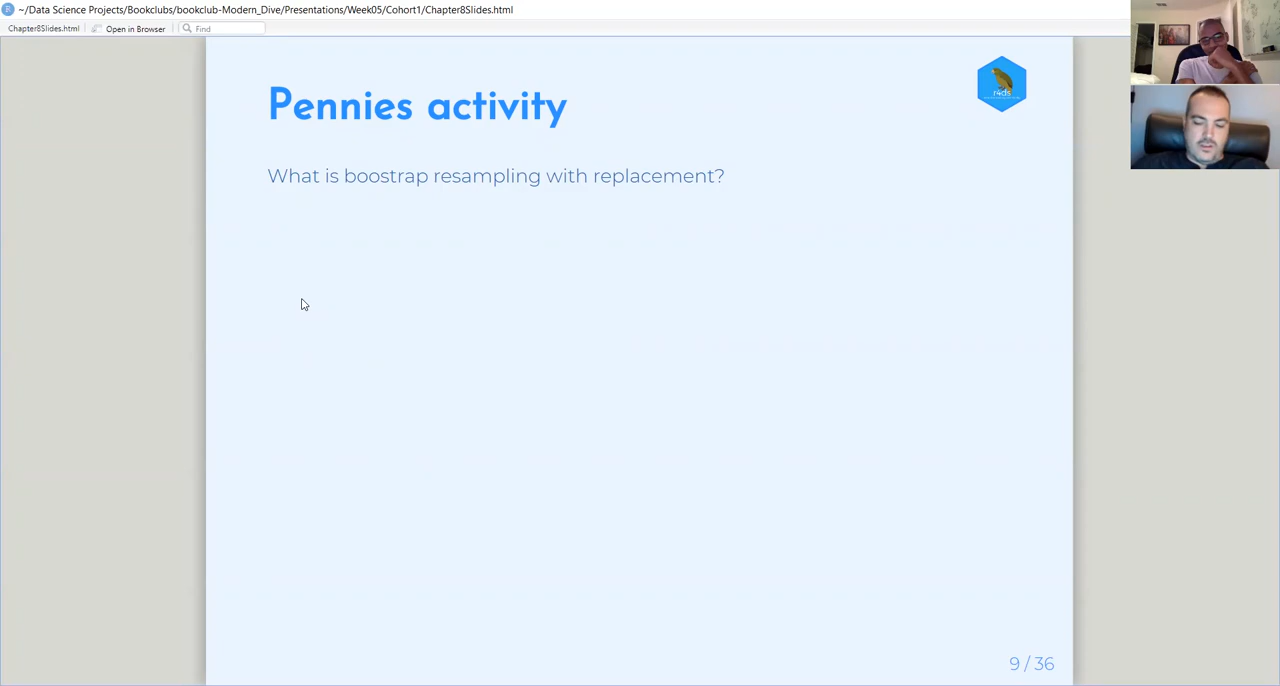 ~/Data Science Projects/Bookclubs/bookclub-Modern_Dive/Presentations/Week05/Cohort1/Chapter8Slides.html
Chapter8Slides.html
Open in Browser
Find
Pennies activity
r4ds
What is boostrap resampling with replacement?
9 / 36